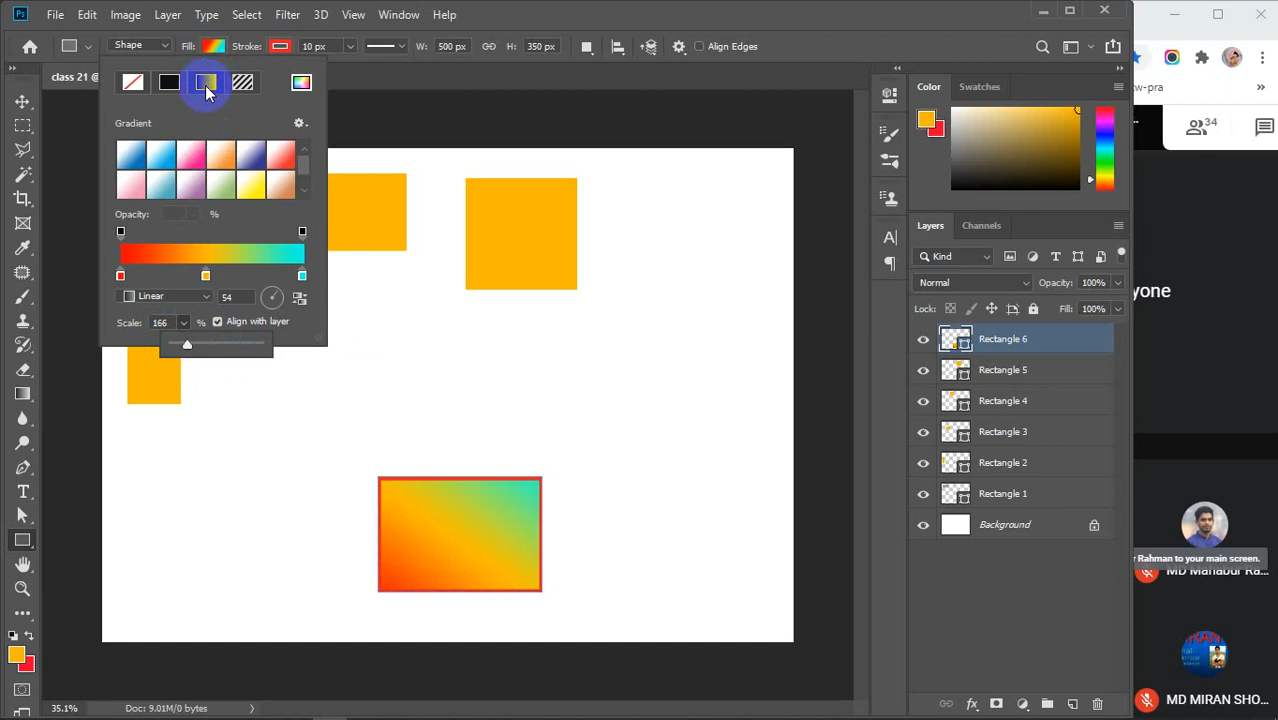 Ps File Edit Image Layer Type Select Filter 3D View Window Help
Shape Fill: Stroke: 10 px W: 500 px H: 350 px Align Edges
class 21 @
Gradient
Opacity: %
Linear 54
Scale: 166 % Align with layer
Color Swatches
Layers Channels
Kind
Normal Opacity: 100%
Lock: Fill: 100%
Rectangle 6
Rectangle 5
Rectangle 4
Rectangle 3
Rectangle 2
Rectangle 1
Background
35.1% Doc: 9.01M/0 bytes
tw-pra
34
yone
r Rahman to your main screen.
MD Mahabur Ra...
MD MIRAN SHO...